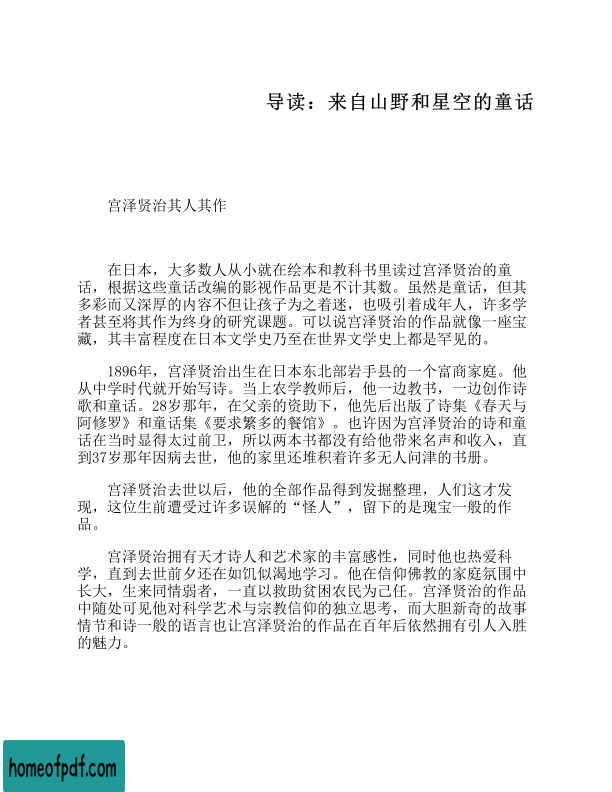 导读：来自山野和星空的童话
宫泽贤治其人其作
在日本，大多数人从小就在绘本和教科书里读过宫泽贤治的童
话，根据这些童话改编的影视作品更是不计其数。虽然是童话，但其
多彩而又深厚的内容不但让孩子为之着迷，也吸引着成年人，许多学
者甚至将其作为终身的研究课题。可以说宫泽贤治的作品就像一座宝
藏，其丰富程度在日本文学史乃至在世界文学史上都是罕见的。
1896年，宫泽贤治出生在日本东北部岩手县的一个富商家庭。他
从中学时代就开始写诗。当上农学教师后，他一边教书，一边创作诗
歌和童话。28岁那年，在父亲的资助下，他先后出版了诗集《春天与
阿修罗》和童话集《要求繁多的餐馆》。也许因为宫泽贤治的诗和童
话在当时显得太过前卫，所以两本书都没有给他带来名声和收入，直
到37岁那年因病去世，他的家里还堆积着许多无人问津的书册。
宫泽贤治去世以后，他的全部作品得到发掘整理，人们这才发
现，这位生前遭受过许多误解的“怪人”，留下的是瑰宝一般的作
品。
宫泽贤治拥有天才诗人和艺术家的丰富感性，同时他也热爱科
学，直到去世前夕还在如饥似渴地学习。他在信仰佛教的家庭氛围中
长大，生来同情弱者，一直以救助贫困农民为己任。宫泽贤治的作品
中随处可见他对科学艺术与宗教信仰的独立思考，而大胆新奇的故事
情节和诗一般的语言也让宫泽贤治的作品在百年后依然拥有引人入胜
的魅力。
homeofpdf.com